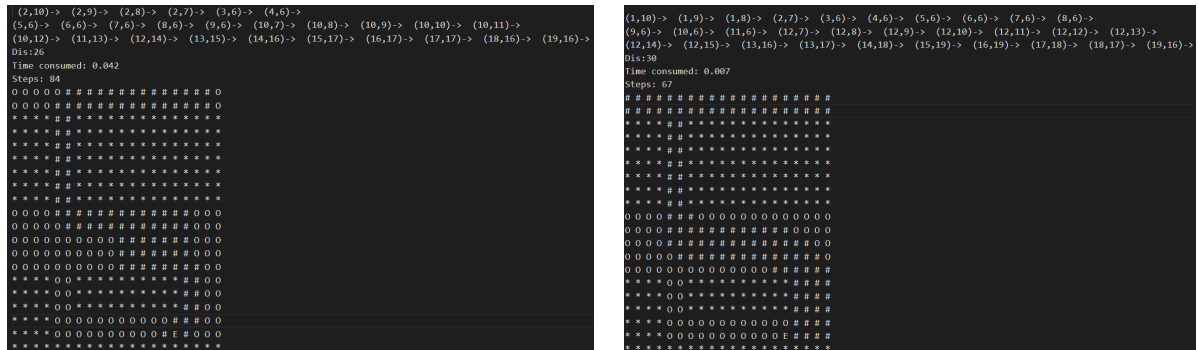 (2,10)-> (2,9)-> (2,8)-> (2,7)-> (3,6)-> (4,6)->
(5,6)-> (6,6)-> (7,6)-> (8,6)-> (9,6)-> (10,7)-> (10,8)-> (10,9)-> (10,10)-> (10,11)->
(10,12)-> (11,13)-> (12,14)-> (13,15)-> (14,16)-> (15,17)-> (16,17)-> (17,17)-> (18,16)-> (19,16)->
Dis:26
Time consumed: 0.042
Steps: 84
O O O O O # # # # # # # # # # # # # # O
O O O O # # # # # # # # # # # # # # # O
* * * * # # * * * * * * * * * * * * * *
* * * * # # * * * * * * * * * * * * * *
* * * * # # * * * * * * * * * * * * * *
* * * * # # * * * * * * * * * * * * * *
* * * * # # * * * * * * * * * * * * * *
* * * * # # * * * * * * * * * * * * * *
* * * * # # * * * * * * * * * * * * * *
O O O O # # # # # # # # # # # # # O O O
O O O O O # # # # # # # # # # # # O O O
O O O O O O O O O O # # # # # # # O O O
O O O O O O O O O O # # # # # # # O O O
O O O O O O O O O O # # # # # # # O O O
* * * * O O * * * * * * * * * * # # O O
* * * * O O * * * * * * * * * * # # O O
* * * * O O * * * * * * * * * * # # O O
* * * * O O O O O O O O O O O # # # O O
* * * * O O O O O O O O O O # E # O O O
* * * * * * * * * * * * * * * * * * * *
(1,10)-> (1,9)-> (1,8)-> (2,7)-> (3,6)-> (4,6)-> (5,6)-> (6,6)-> (7,6)-> (8,6)->
(9,6)-> (10,6)-> (11,6)-> (12,7)-> (12,8)-> (12,9)-> (12,10)-> (12,11)-> (12,12)-> (12,13)->
(12,14)-> (12,15)-> (13,16)-> (13,17)-> (14,18)-> (15,19)-> (16,19)-> (17,18)-> (18,17)-> (19,16)->
Dis:30
Time consumed: 0.007
Steps: 67
# # # # # # # # # # # # # # # # # # # #
# # # # # # # # # # # # # # # # # # # #
* * * * # # * * * * * * * * * * * * * *
* * * * # # * * * * * * * * * * * * * *
* * * * # # * * * * * * * * * * * * * *
* * * * # # * * * * * * * * * * * * * *
* * * * # # * * * * * * * * * * * * * *
* * * * # # * * * * * * * * * * * * * *
* * * * # # * * * * * * * * * * * * * *
O O O O # # # O O O O O O O O O O O O O
O O O O # # # # # # # # # # # # O O O O
O O O O # # # # # # # # # # # # # # O O
O O O O O # # # # # # # # # # # # # # O
O O O O O O O O O O O O O O # # # # # #
* * * * O O * * * * * * * * * * # # # #
* * * * O O * * * * * * * * * * # # # #
* * * * O O * * * * * * * * * * # # # #
* * * * O O O O O O O O O O O O # # # #
* * * * O O O O O O O O O O O E # # # #
* * * * * * * * * * * * * * * * * * * *